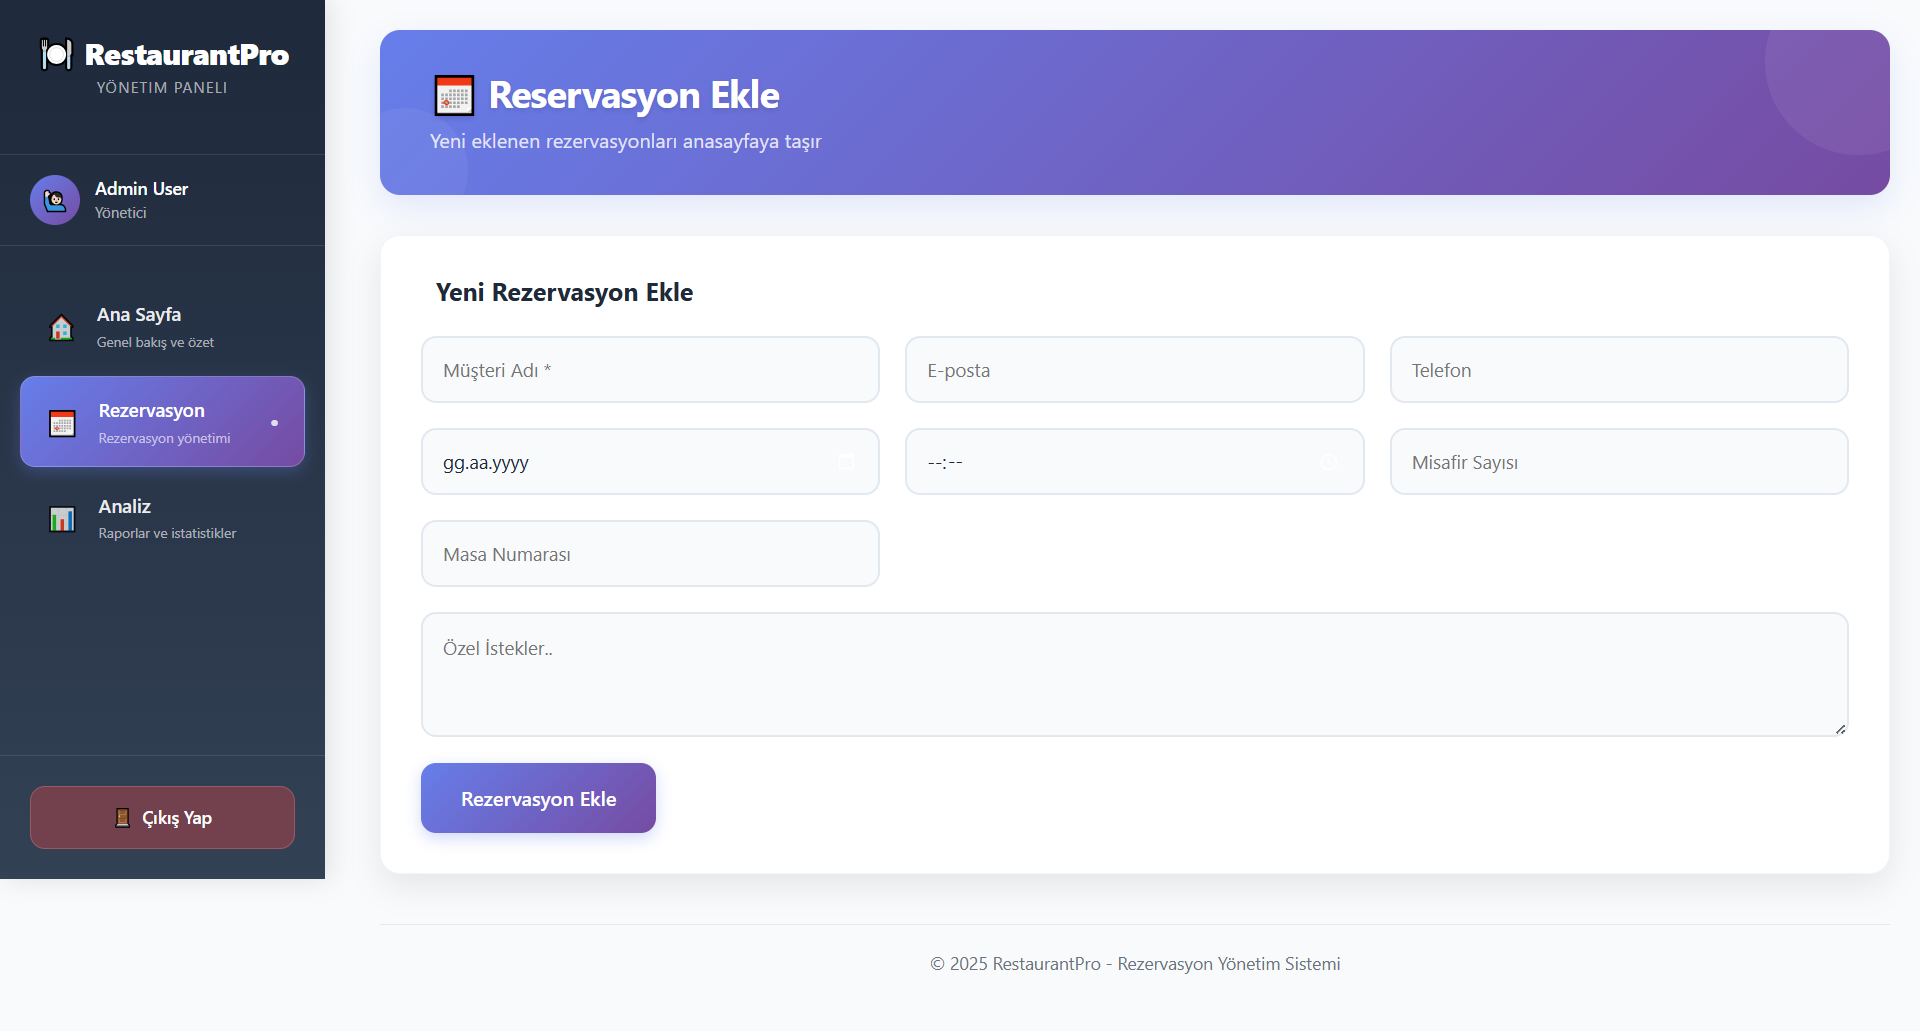 RestaurantPro
YÖNETIM PANELI
Admin User
Yönetici
Ana Sayfa
Genel bakış ve özet
Rezervasyon
Rezervasyon yönetimi
Analiz
Raporlar ve istatistikler
Çıkış Yap
Reservasyon Ekle
Yeni eklenen rezervasyonları anasayfaya taşır
Yeni Rezervasyon Ekle
Müşteri Adı *
E-posta
Telefon
gg.aa.yyyy
--:--
Misafir Sayısı
Masa Numarası
Özel İstekler..
Rezervasyon Ekle
© 2025 RestaurantPro - Rezervasyon Yönetim Sistemi